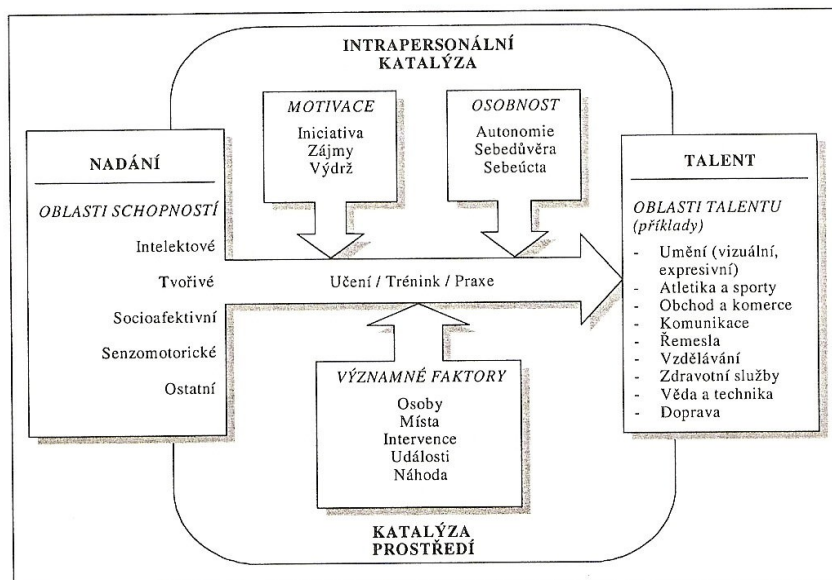 INTRAPERSONÁLNÍ
KATALÝZA
MOTIVACE
Iniciativa
Zájmy
Výdrž
OSOBNOST
Autonomie
Sebedůvěra
Sebeúcta
NADÁNÍ
OBLASTI SCHOPNOSTÍ
Intelektové
Tvořivé
Socioafektivní
Senzomotorické
Ostatní
Učení / Trénink / Praxe
TALENT
OBLASTI TALENTU
(příklady)
- Umění (vizuální,
expresivní)
- Atletika a sporty
- Obchod a komerce
- Komunikace
- Řemesla
- Vzdělávání
- Zdravotní služby
- Věda a technika
- Doprava
VÝZNAMNÉ FAKTORY
Osoby
Místa
Intervence
Události
Náhoda
KATALÝZA
PROSTŘEDÍ